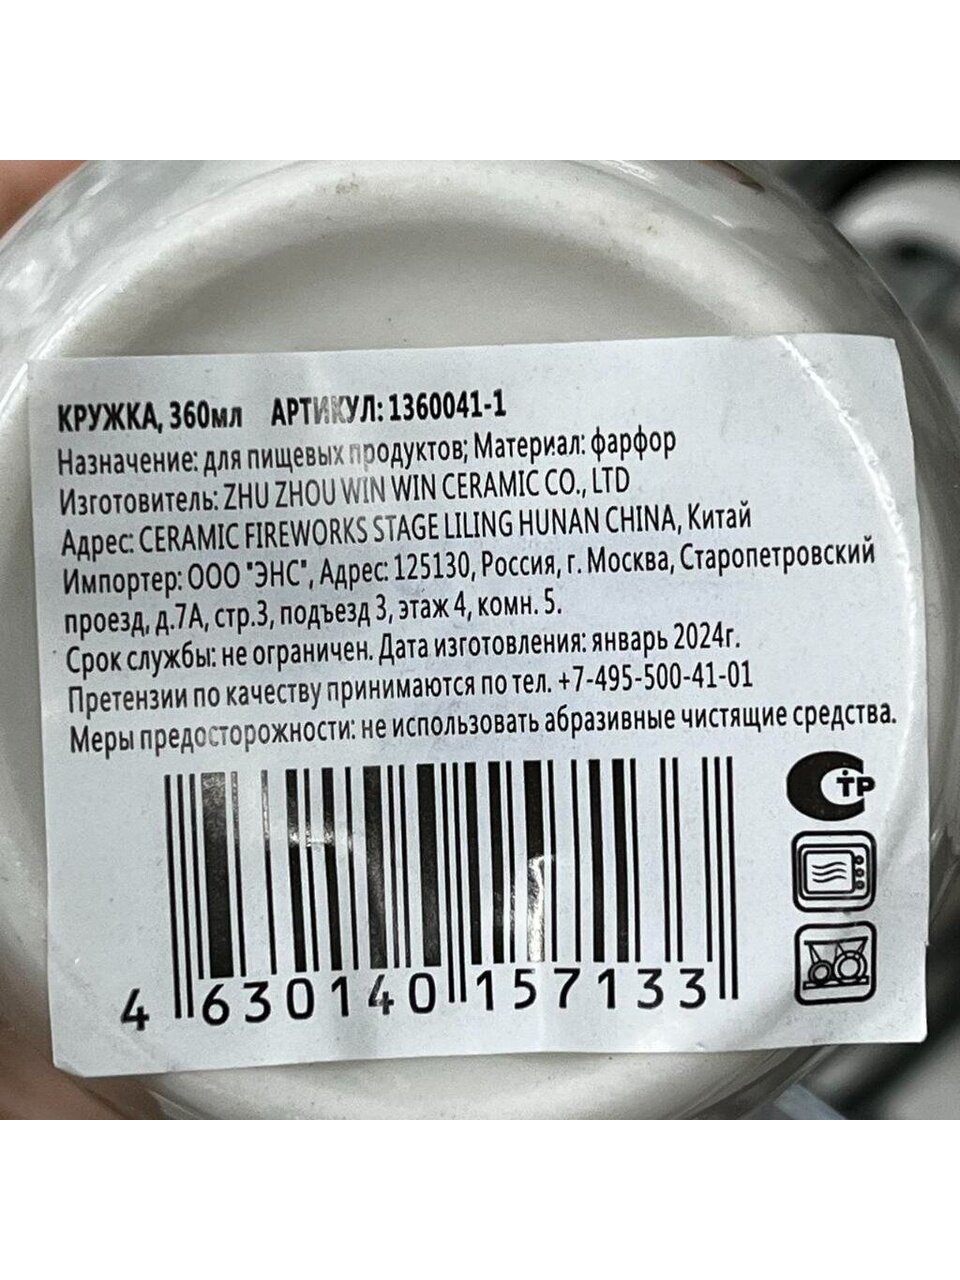 КРУЖКА, 360мл АРТИКУЛ: 1360041-1
Назначение: для пищевых продуктов; Материал: фарфор
Изготовитель: ZHU ZHOU WIN WIN CERAMIC CO., LTD
Адрес: CERAMIC FIREWORKS STAGE LILING HUNAN CHINA, Китай
Импортер: ООО "ЭНС", Адрес: 125130, Россия, г. Москва, Старопетровский
проезд, д.7А, стр.3, подъезд 3, этаж 4, комн. 5.
Срок службы: не ограничен. Дата изготовления: январь 2024г.
Претензии по качеству принимаются по тел. +7-495-500-41-01
Меры предосторожности: не использовать абразивные чистящие средства.
СТР
4 630140 157133